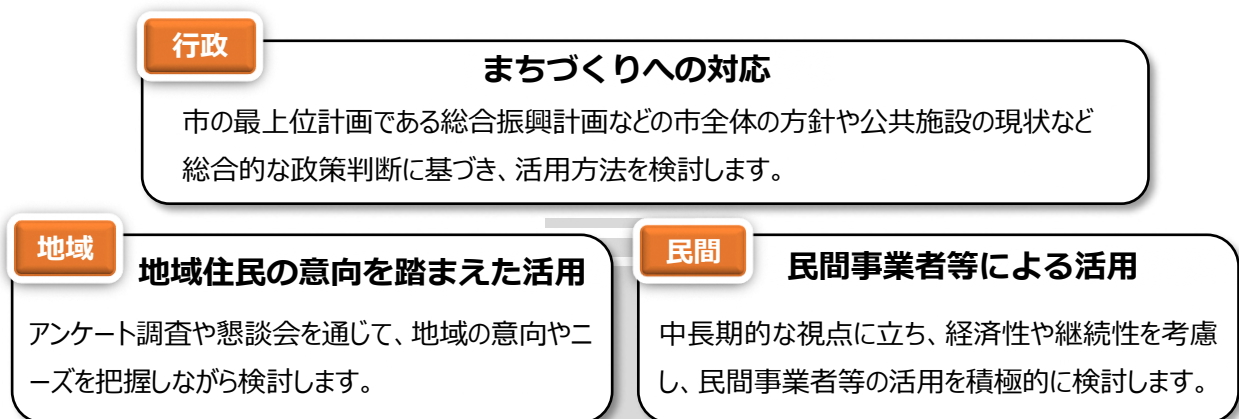 行政
まちづくりへの対応
市の最上位計画である総合振興計画などの市全体の方針や公共施設の現状など
総合的な政策判断に基づき、活用方法を検討します。
地域
地域住民の意向を踏まえた活用
アンケート調査や懇談会を通じて、地域の意向やニ
ーズを把握しながら検討します。
民間
民間事業者等による活用
中長期的な視点に立ち、経済性や継続性を考慮
し、民間事業者等の活用を積極的に検討します。